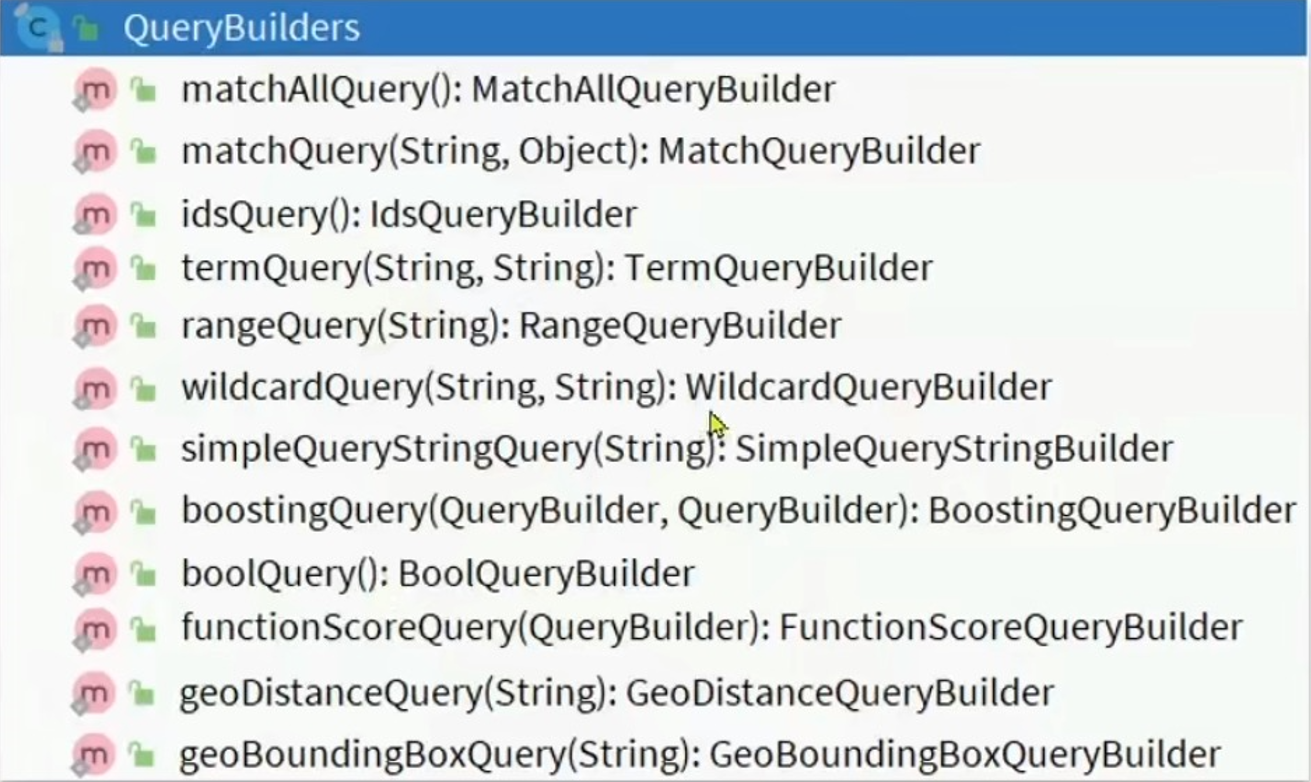 QueryBuilders
matchAllQuery(): MatchAllQueryBuilder
matchQuery(String, Object): MatchQueryBuilder
idsQuery(): IdsQueryBuilder
termQuery(String, String): TermQueryBuilder
rangeQuery(String): RangeQueryBuilder
wildcardQuery(String, String): WildcardQueryBuilder
simpleQueryStringQuery(String): SimpleQueryStringBuilder
boostingQuery(QueryBuilder, QueryBuilder): BoostingQueryBuilder
boolQuery(): BoolQueryBuilder
functionScoreQuery(QueryBuilder): FunctionScoreQueryBuilder
geoDistanceQuery(String): GeoDistanceQueryBuilder
geoBoundingBoxQuery(String): GeoBoundingBoxQueryBuilder